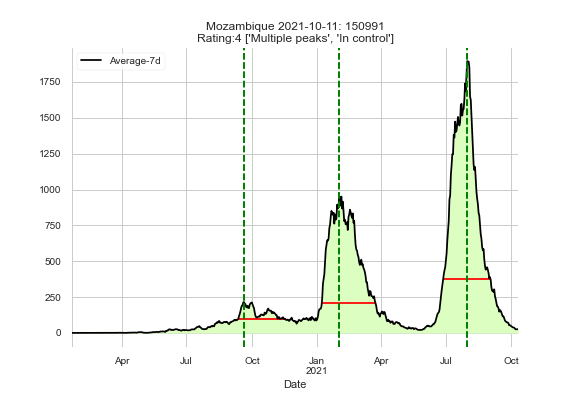 Mozambique 2021-10-11: 150991
Rating:4 ['Multiple peaks', 'In control']
Average-7d
1750
1500
1250
1000
750
500
250
0
Apr
Jul
Oct
Jan
2021
Apr
Jul
Oct
Date